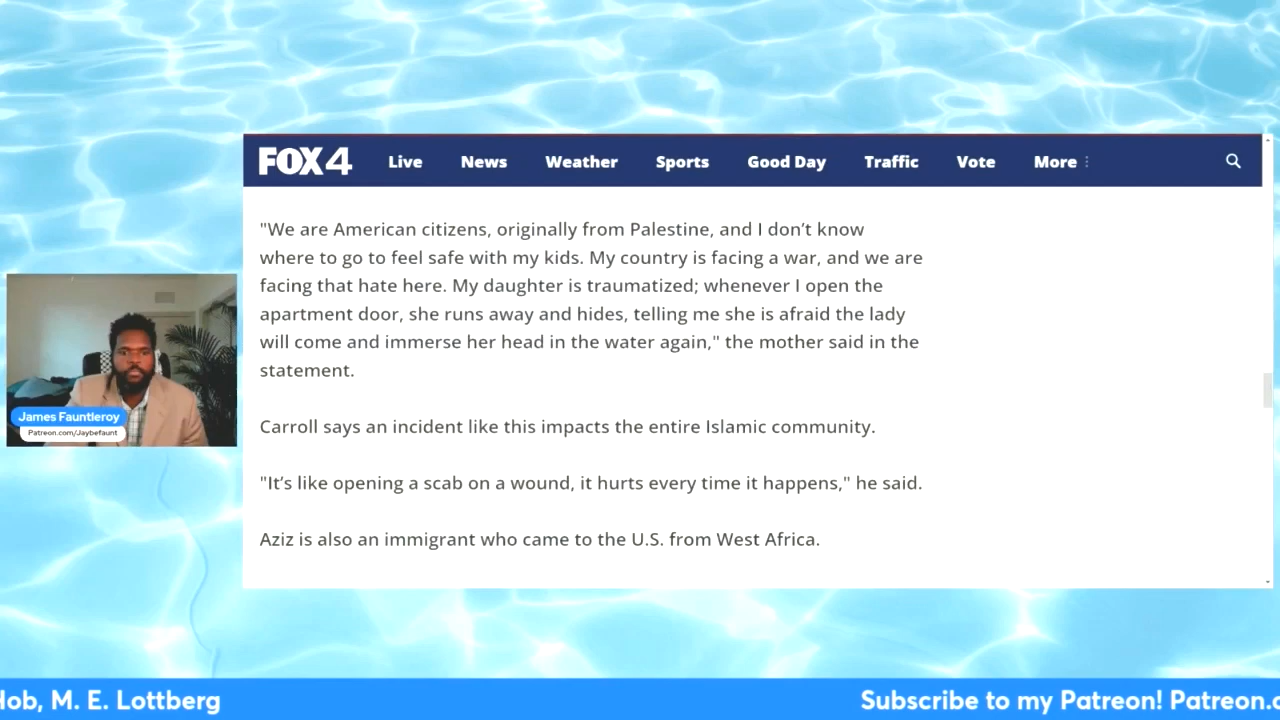 FOX 4 Live News Weather Sports Good Day Traffic Vote More
"We are American citizens, originally from Palestine, and I don’t know
where to go to feel safe with my kids. My country is facing a war, and we are
facing that hate here. My daughter is traumatized; whenever I open the
apartment door, she runs away and hides, telling me she is afraid the lady
will come and immerse her head in the water again," the mother said in the
statement.
Carroll says an incident like this impacts the entire Islamic community.
"It’s like opening a scab on a wound, it hurts every time it happens," he said.
Aziz is also an immigrant who came to the U.S. from West Africa.
James Fauntleroy
Patreon.com/Jaybefaunt
Hob, M. E. Lottberg Subscribe to my Patreon! Patreon.c